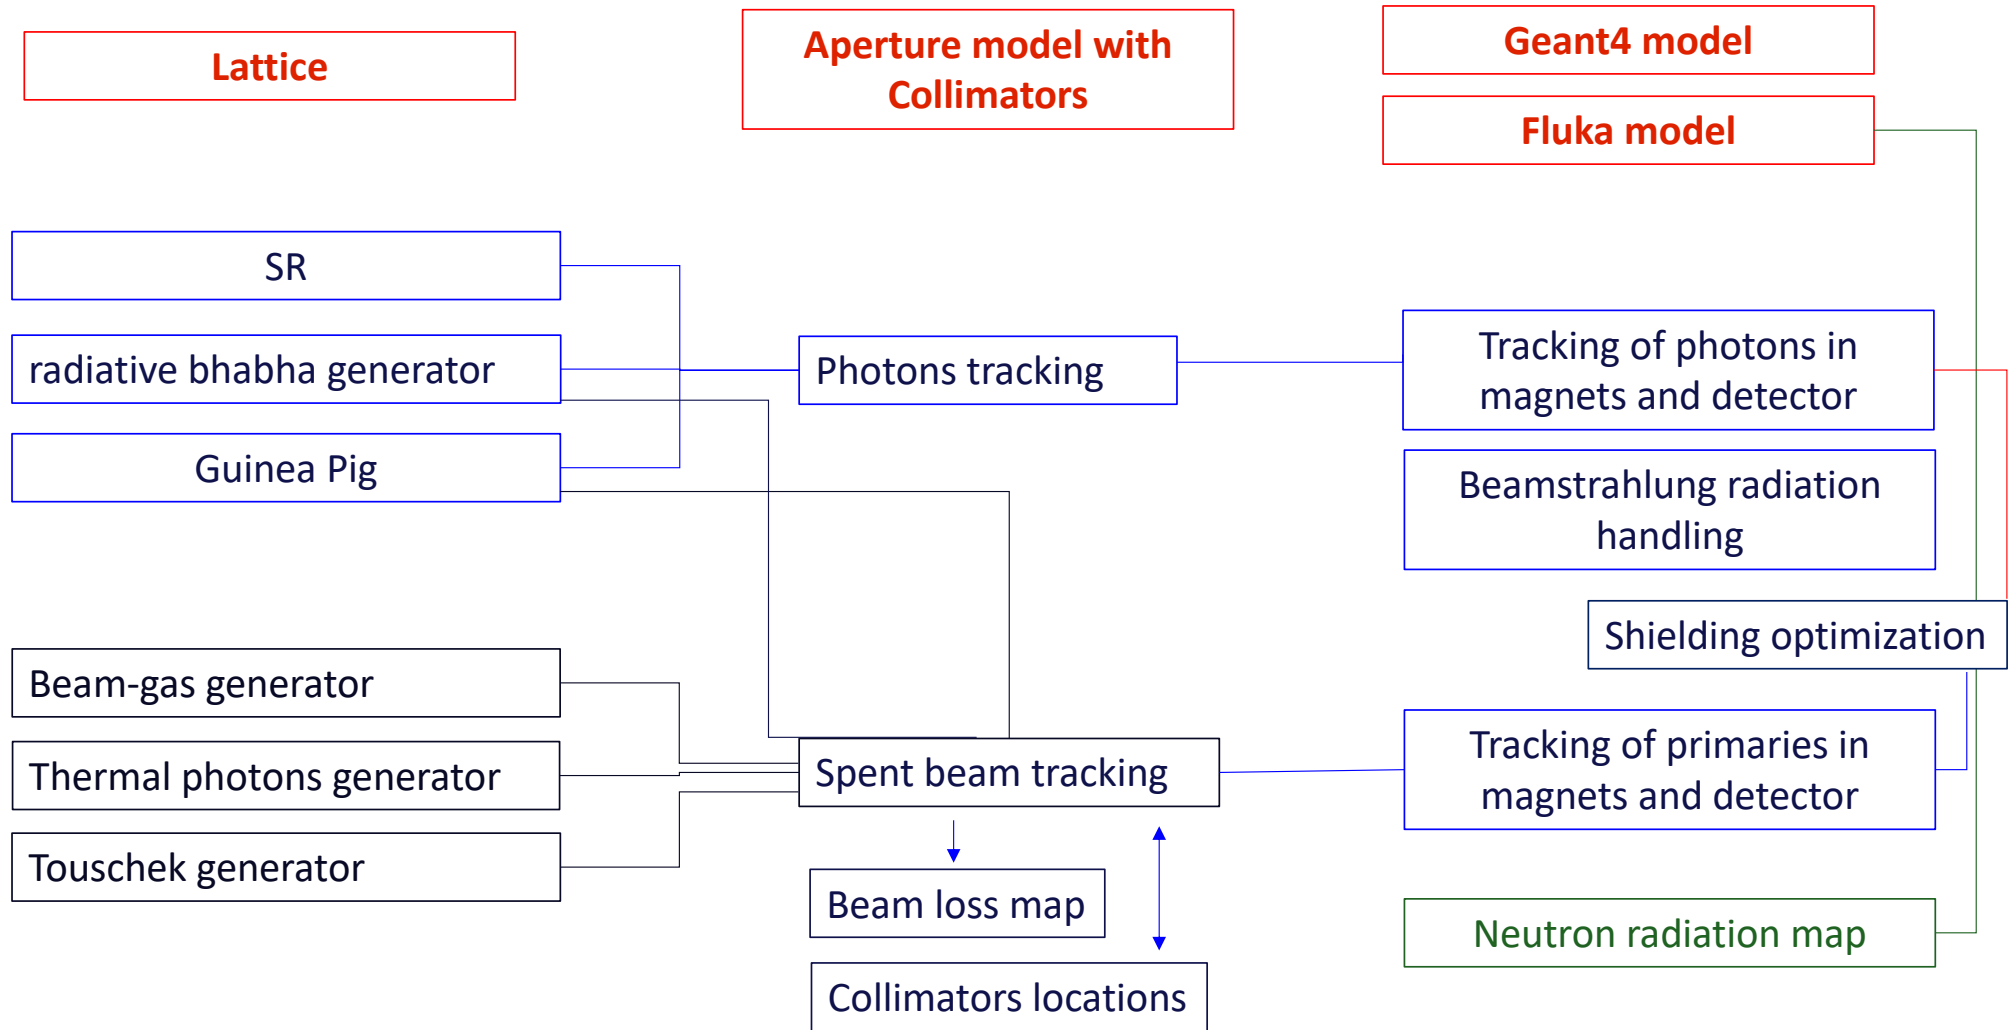 Lattice
Aperture model with
Collimators
Geant4 model
Fluka model
SR
radiative bhabha generator
Guinea Pig
Photons tracking
Tracking of photons in
magnets and detector
Beamstrahlung radiation
handling
Shielding optimization
Beam-gas generator
Thermal photons generator
Touschek generator
Spent beam tracking
Beam loss map
Collimators locations
Tracking of primaries in
magnets and detector
Neutron radiation map